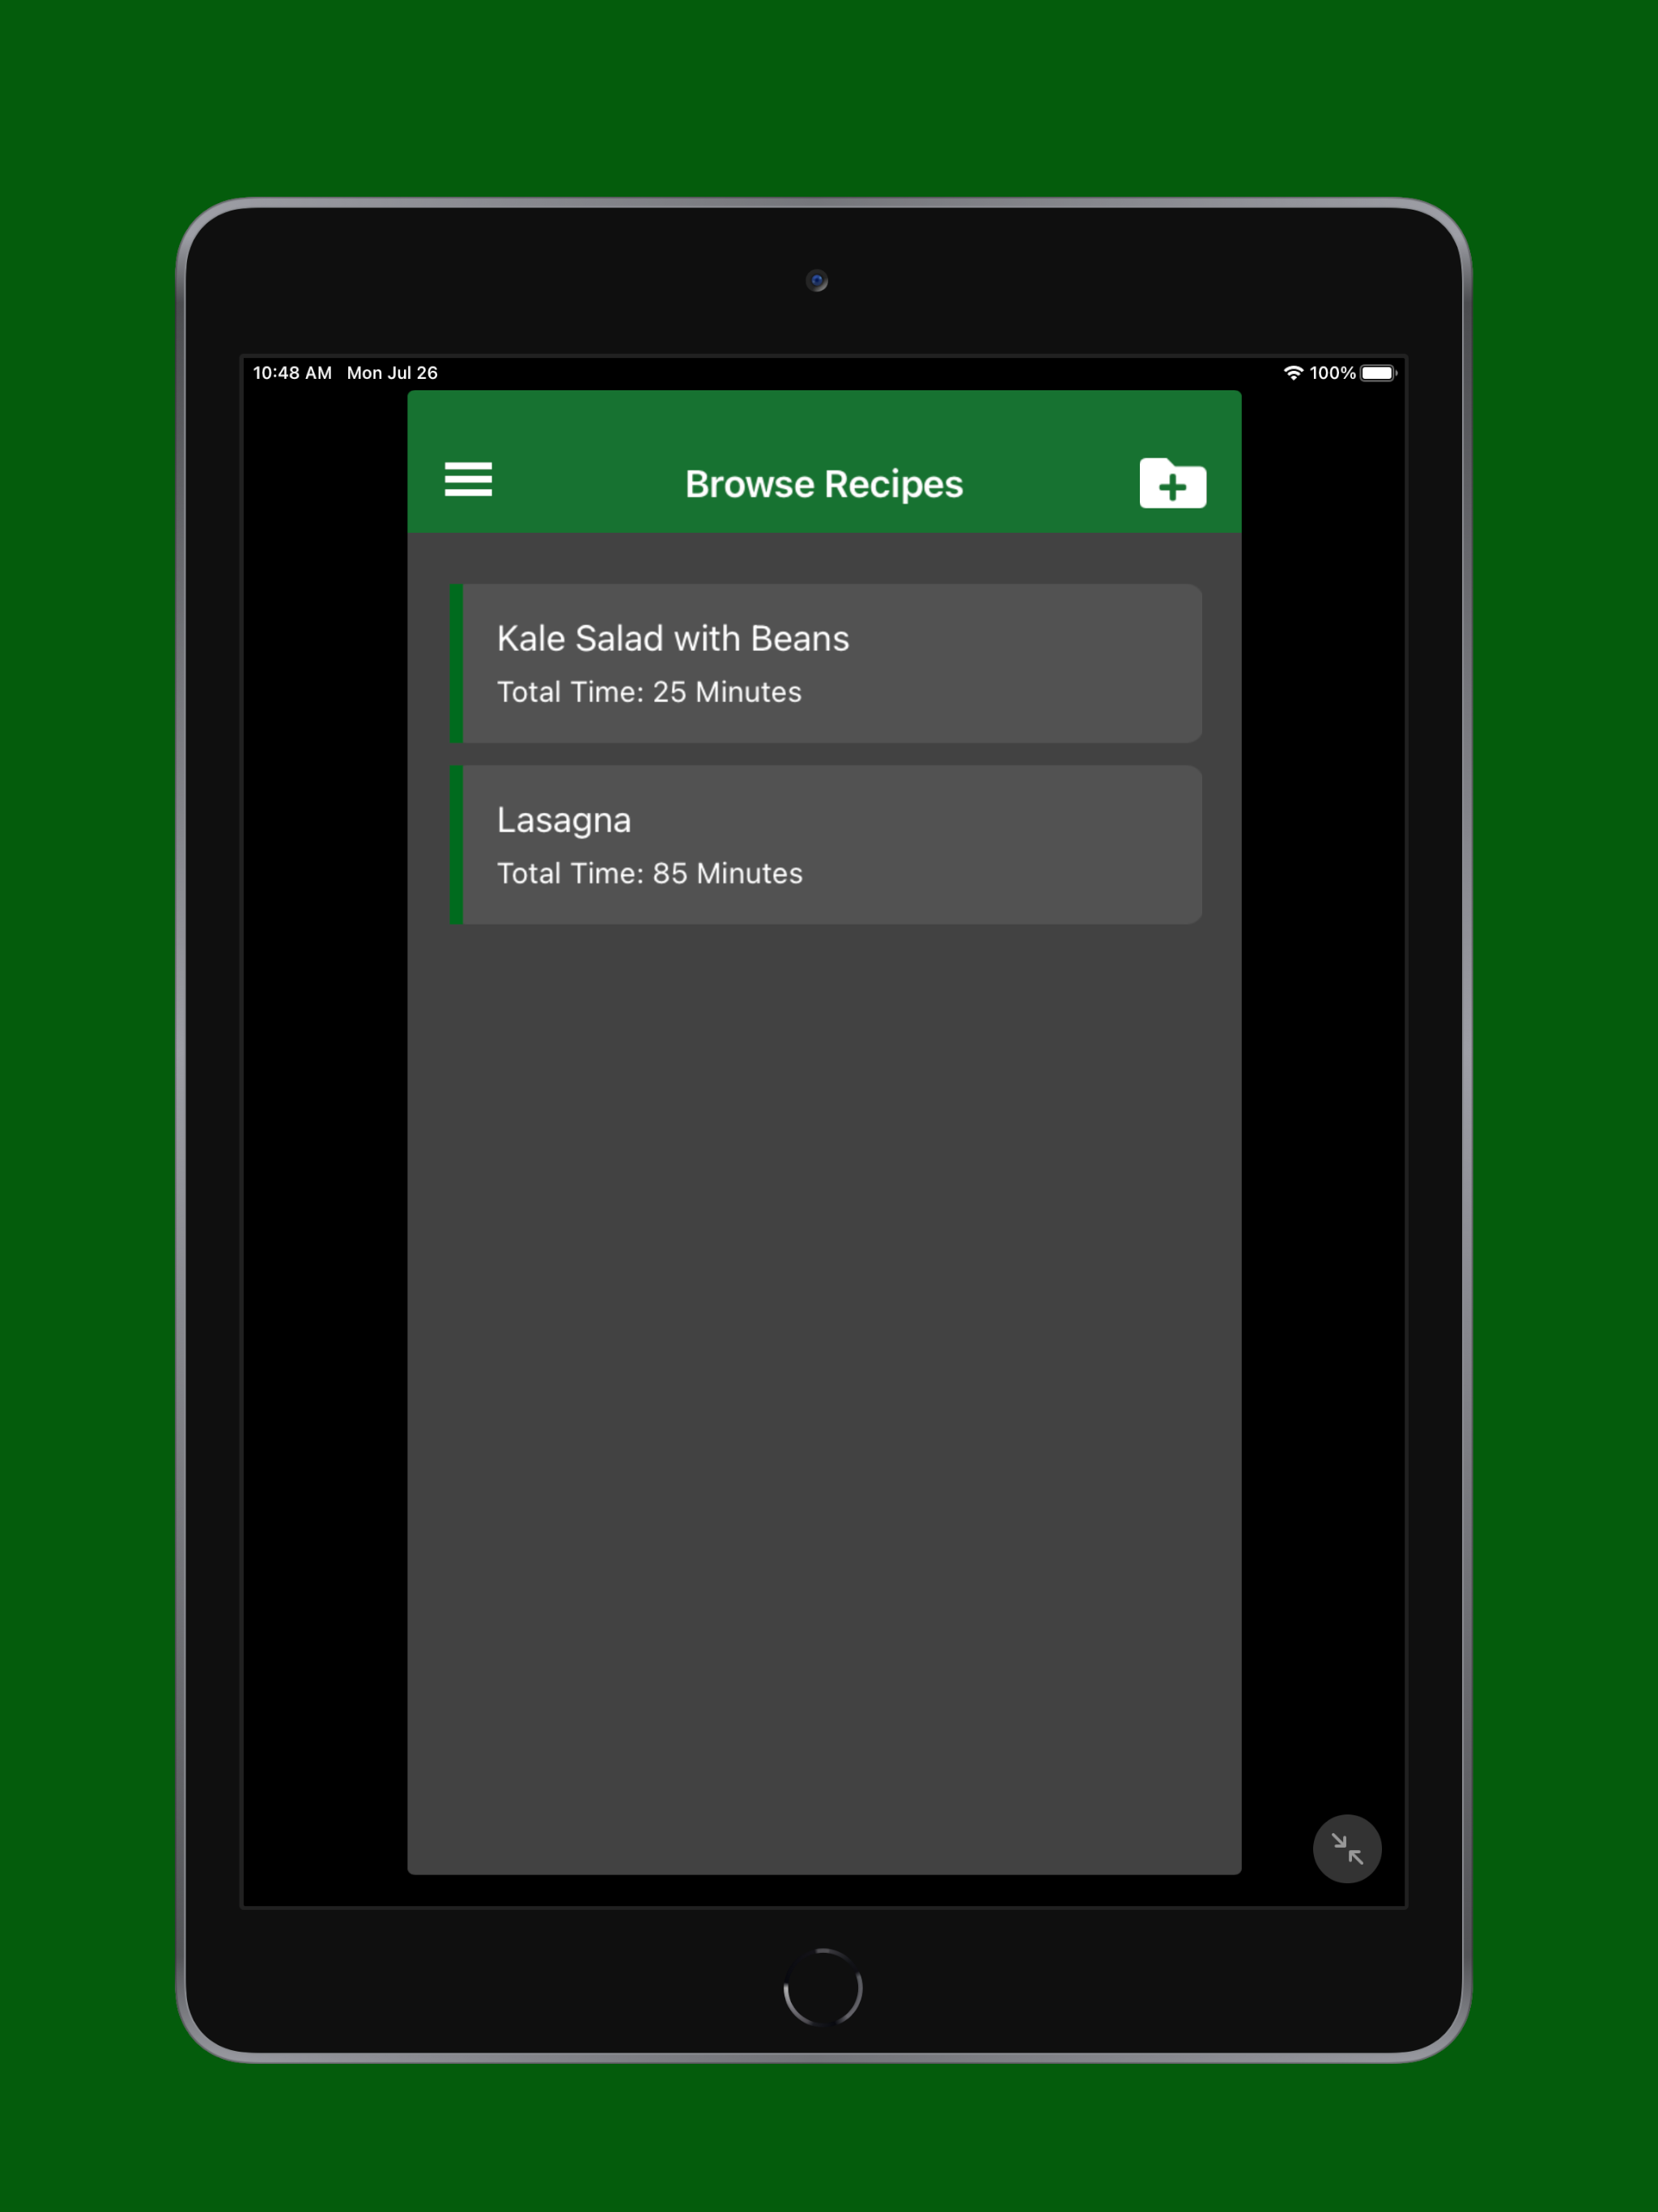 10:48 AM Mon Jul 26
100%
Browse Recipes
Kale Salad with Beans
Total Time: 25 Minutes
Lasagna
Total Time: 85 Minutes